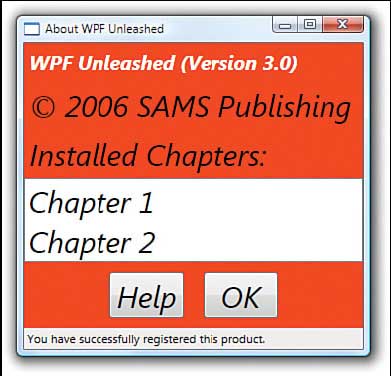 About WPF Unleashed
WPF Unleashed (Version 3.0)
© 2006 SAMS Publishing
Installed Chapters:
Chapter 1
Chapter 2
Help OK
You have successfully registered this product.